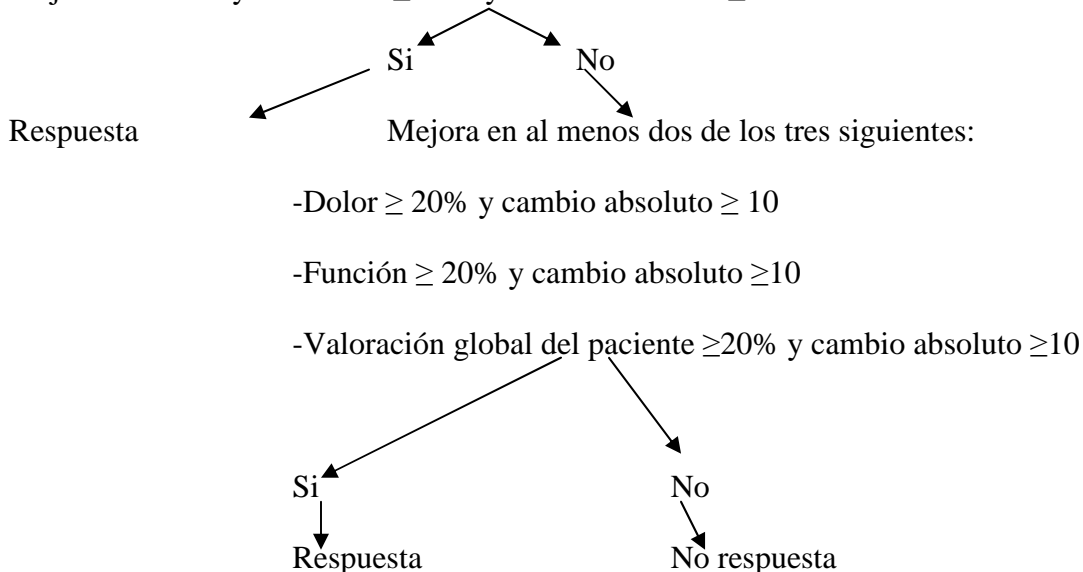 Si No
Respuesta Mejora en al menos dos de los tres siguientes:
-Dolor ≥ 20% y cambio absoluto ≥ 10
-Función ≥ 20% y cambio absoluto ≥10
-Valoración global del paciente ≥20% y cambio absoluto ≥10
Si No
Respuesta No respuesta